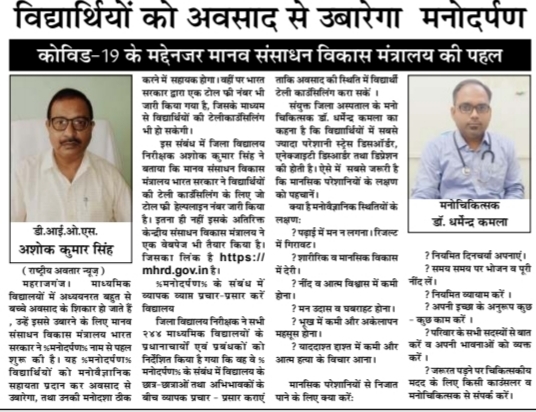 विद्यार्थियों को अवसाद से उबारेगा मनोदर्पण
कोविड-19 के मद्देनजर मानव संसाधन विकास मंत्रालय की पहल
डी.आई.ओ.एस.
अशोक कुमार सिंह
( राष्ट्रीय अवतार न्यूज )
महराजगंज। माध्यमिक
विद्यालयों में अध्ययनरत बहुत से
बच्चे अवसाद के शिकार हो जाते हैं
, उन्हें इससे उबारने के लिए मानव
संसाधन विकास मंत्रालय भारत
सरकार ने %मनोदर्पण% नाम से पहल
शुरू की है। यह %मनोदर्पण%
विद्यार्थियों को मनोवैज्ञानिक
सहायता प्रदान कर अवसाद से
उबारेगा, तथा उनकी मनोदशा ठीक
करने में सहायक होगा। वहीं पर भारत
सरकार द्वारा एक टोल फ्री नंबर भी
जारी किया गया है, जिसके माध्यम
से विद्यार्थियों की टेलीकाउंसिलिंग
भी हो सकेगी।
इस संबंध में जिला विद्यालय
निरीक्षक अशोक कुमार सिंह ने
बताया कि मानव संसाधन विकास
मंत्रालय भारत सरकार ने विद्यार्थियों
की टेली काउंसिलिंग के लिए जो
टोल फ्री हेल्पलाइन नंबर जारी किया
है। इतना ही नहीं इसके अतिरिक्त
केन्द्रीय संसाधन विकास मंत्रालय ने
एक वेबपेज भी तैयार किया है।
जिसका लिंक है https://
mhrd.gov.in है।
%मनोदर्पण% के संबंध में
व्यापक व्याप्त प्रचार-प्रसार करें
विद्यालय
जिला विद्यालय निरीक्षक ने सभी
२४४ माध्यमिक विद्यालयों के
प्रधानाचार्यों एवं प्रबंधकों को
निर्देशित किया है गया कि वह वे %
मनोदर्पण% के संबंध में विद्यालय के
छात्र-छात्राओं तथा अभिभावकों के
बीच व्यापक प्रचार - प्रसार कराएं
ताकि अवसाद की स्थिति में विद्यार्थी
टेली काउंसिलिंग करा सकें ।
संयुक्त जिला अस्पताल के मनो
चिकित्सक डॉ. धर्मेन्द्र कमला का
कहना है कि विद्यार्थियों में सबसे
ज्यादा परेशानी स्ट्रेस डिसऑर्डर,
एनेक्जाइटी डिसआर्डर तथा डिप्रेशन
की होती है। ऐसे में सबसे जरूरी है
कि मानसिक परेशानियों के लक्षण
को पहचानें।
क्या है मनोवैज्ञानिक स्थितियों के
लक्षण:
? पढ़ाई में मन न लगना। रिजल्ट
में गिरावट।
? शारीरिक व मानसिक विकास
में देरी।
? नींद व आत्म विश्वास में कमी
होना।
? मन उदास व घबराहट होना।
? भूख में कमी और अकेलापन
महसूस होना।
? याददाश्त हाश्त में कमी और
आत्म हत्या के विचार आना।
मानसिक परेशानियों से निजात
पाने के लिए क्या करें:
मनोचिकित्सक
डॉ. धर्मेन्द्र कमला
? नियमित दिनचर्या अपनाएं।
? समय समय पर भोजन व पूरी
नींद लें।
? नियमित व्यायाम करें ।
? अपनी इच्छा के अनुरूप कुछ
- कुछ काम करें ।
? परिवार के सभी सदस्यों से बात
करें व अपनी भावनाओं को व्यक्त
करें ।
? जरूरत पड़ने पर चिकित्सकीय
मदद के लिए किसी काउंसलर व
मनोचिकित्सक से संपर्क करें।